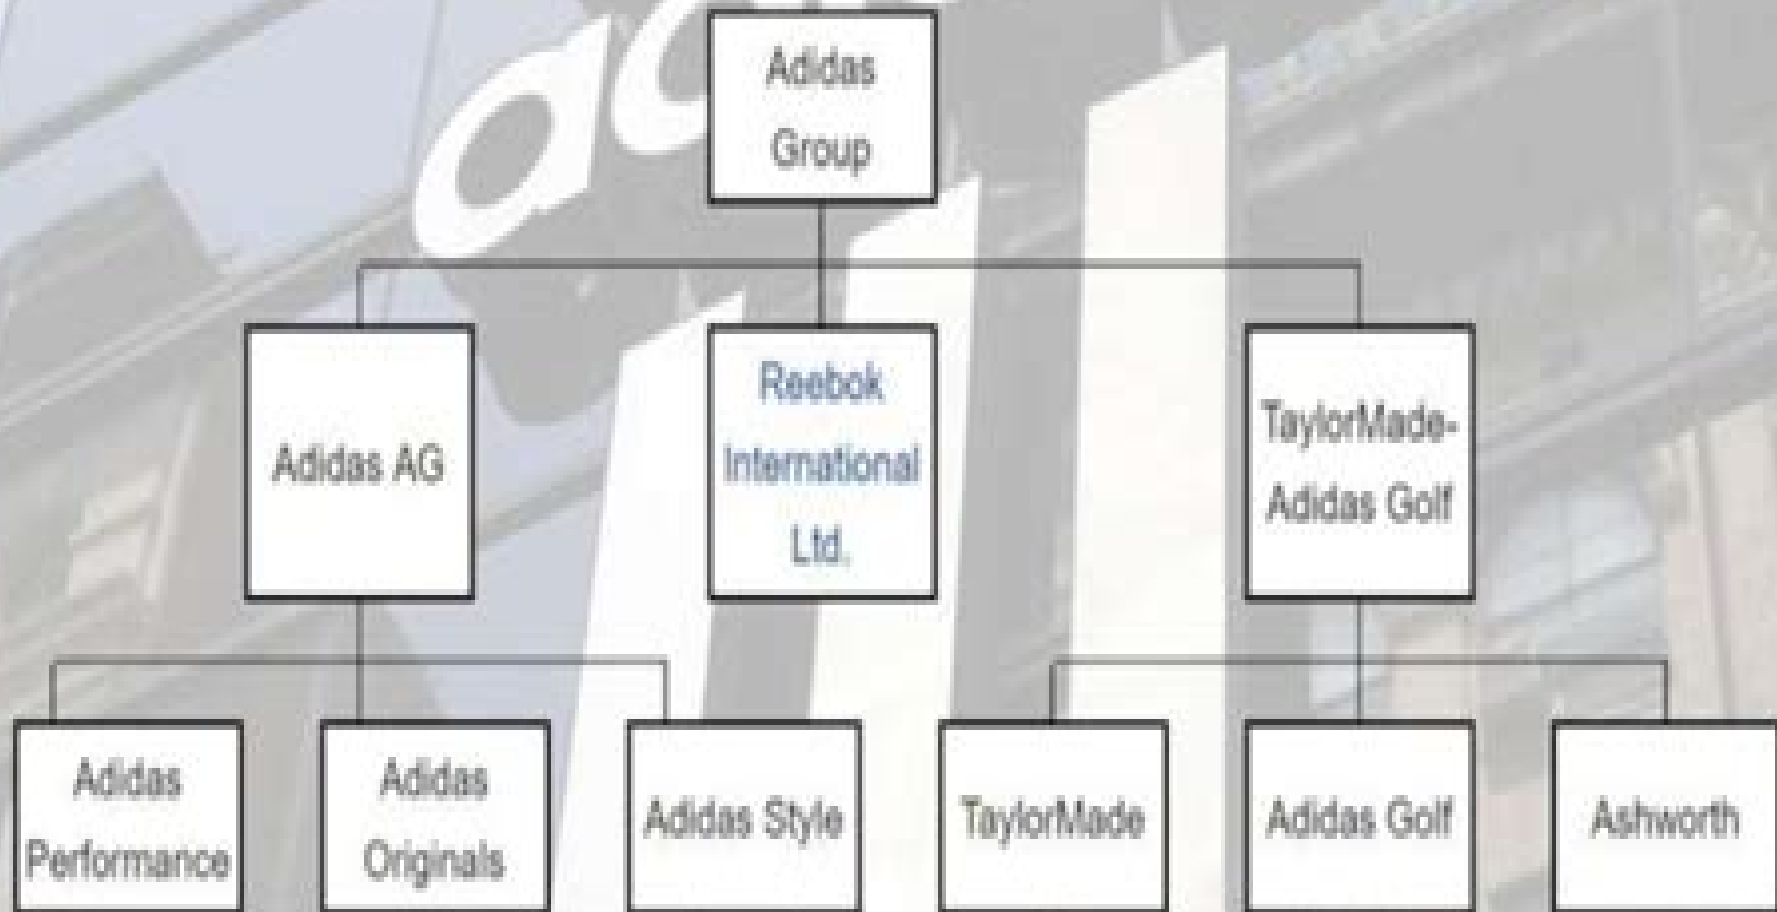 Adidas
Group
Adidas AG
Reebok
International
Ltd.
TaylorMade-
Adidas Golf
Adidas
Performance
Adidas
Originals
Adidas Style
TaylorMade
Adidas Golf
Ashworth